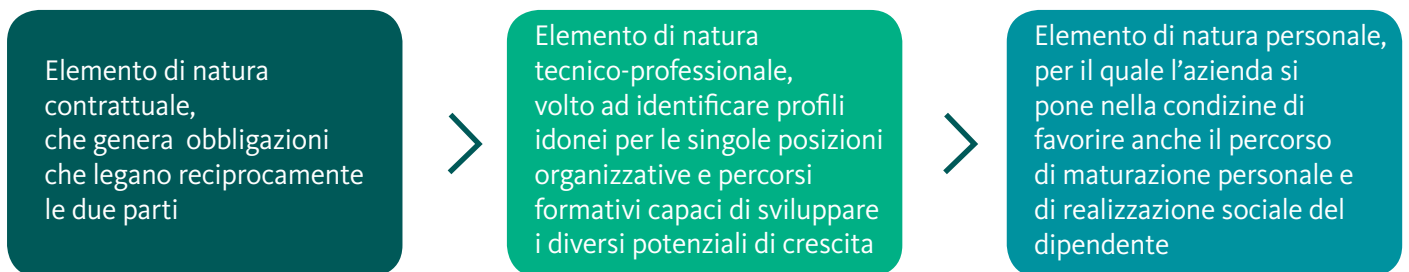 Elemento di natura
contrattuale,
che genera  obbligazioni
che legano reciprocamente
le due parti
Elemento di natura
tecnico-professionale,
volto ad identificare profili
idonei per le singole posizioni
organizzative e percorsi
formativi capaci di sviluppare
i diversi potenziali di crescita
Elemento di natura personale,
per il quale l’azienda si
pone nella condizine di
favorire anche il percorso
di maturazione personale e
di realizzazione sociale del
dipendente